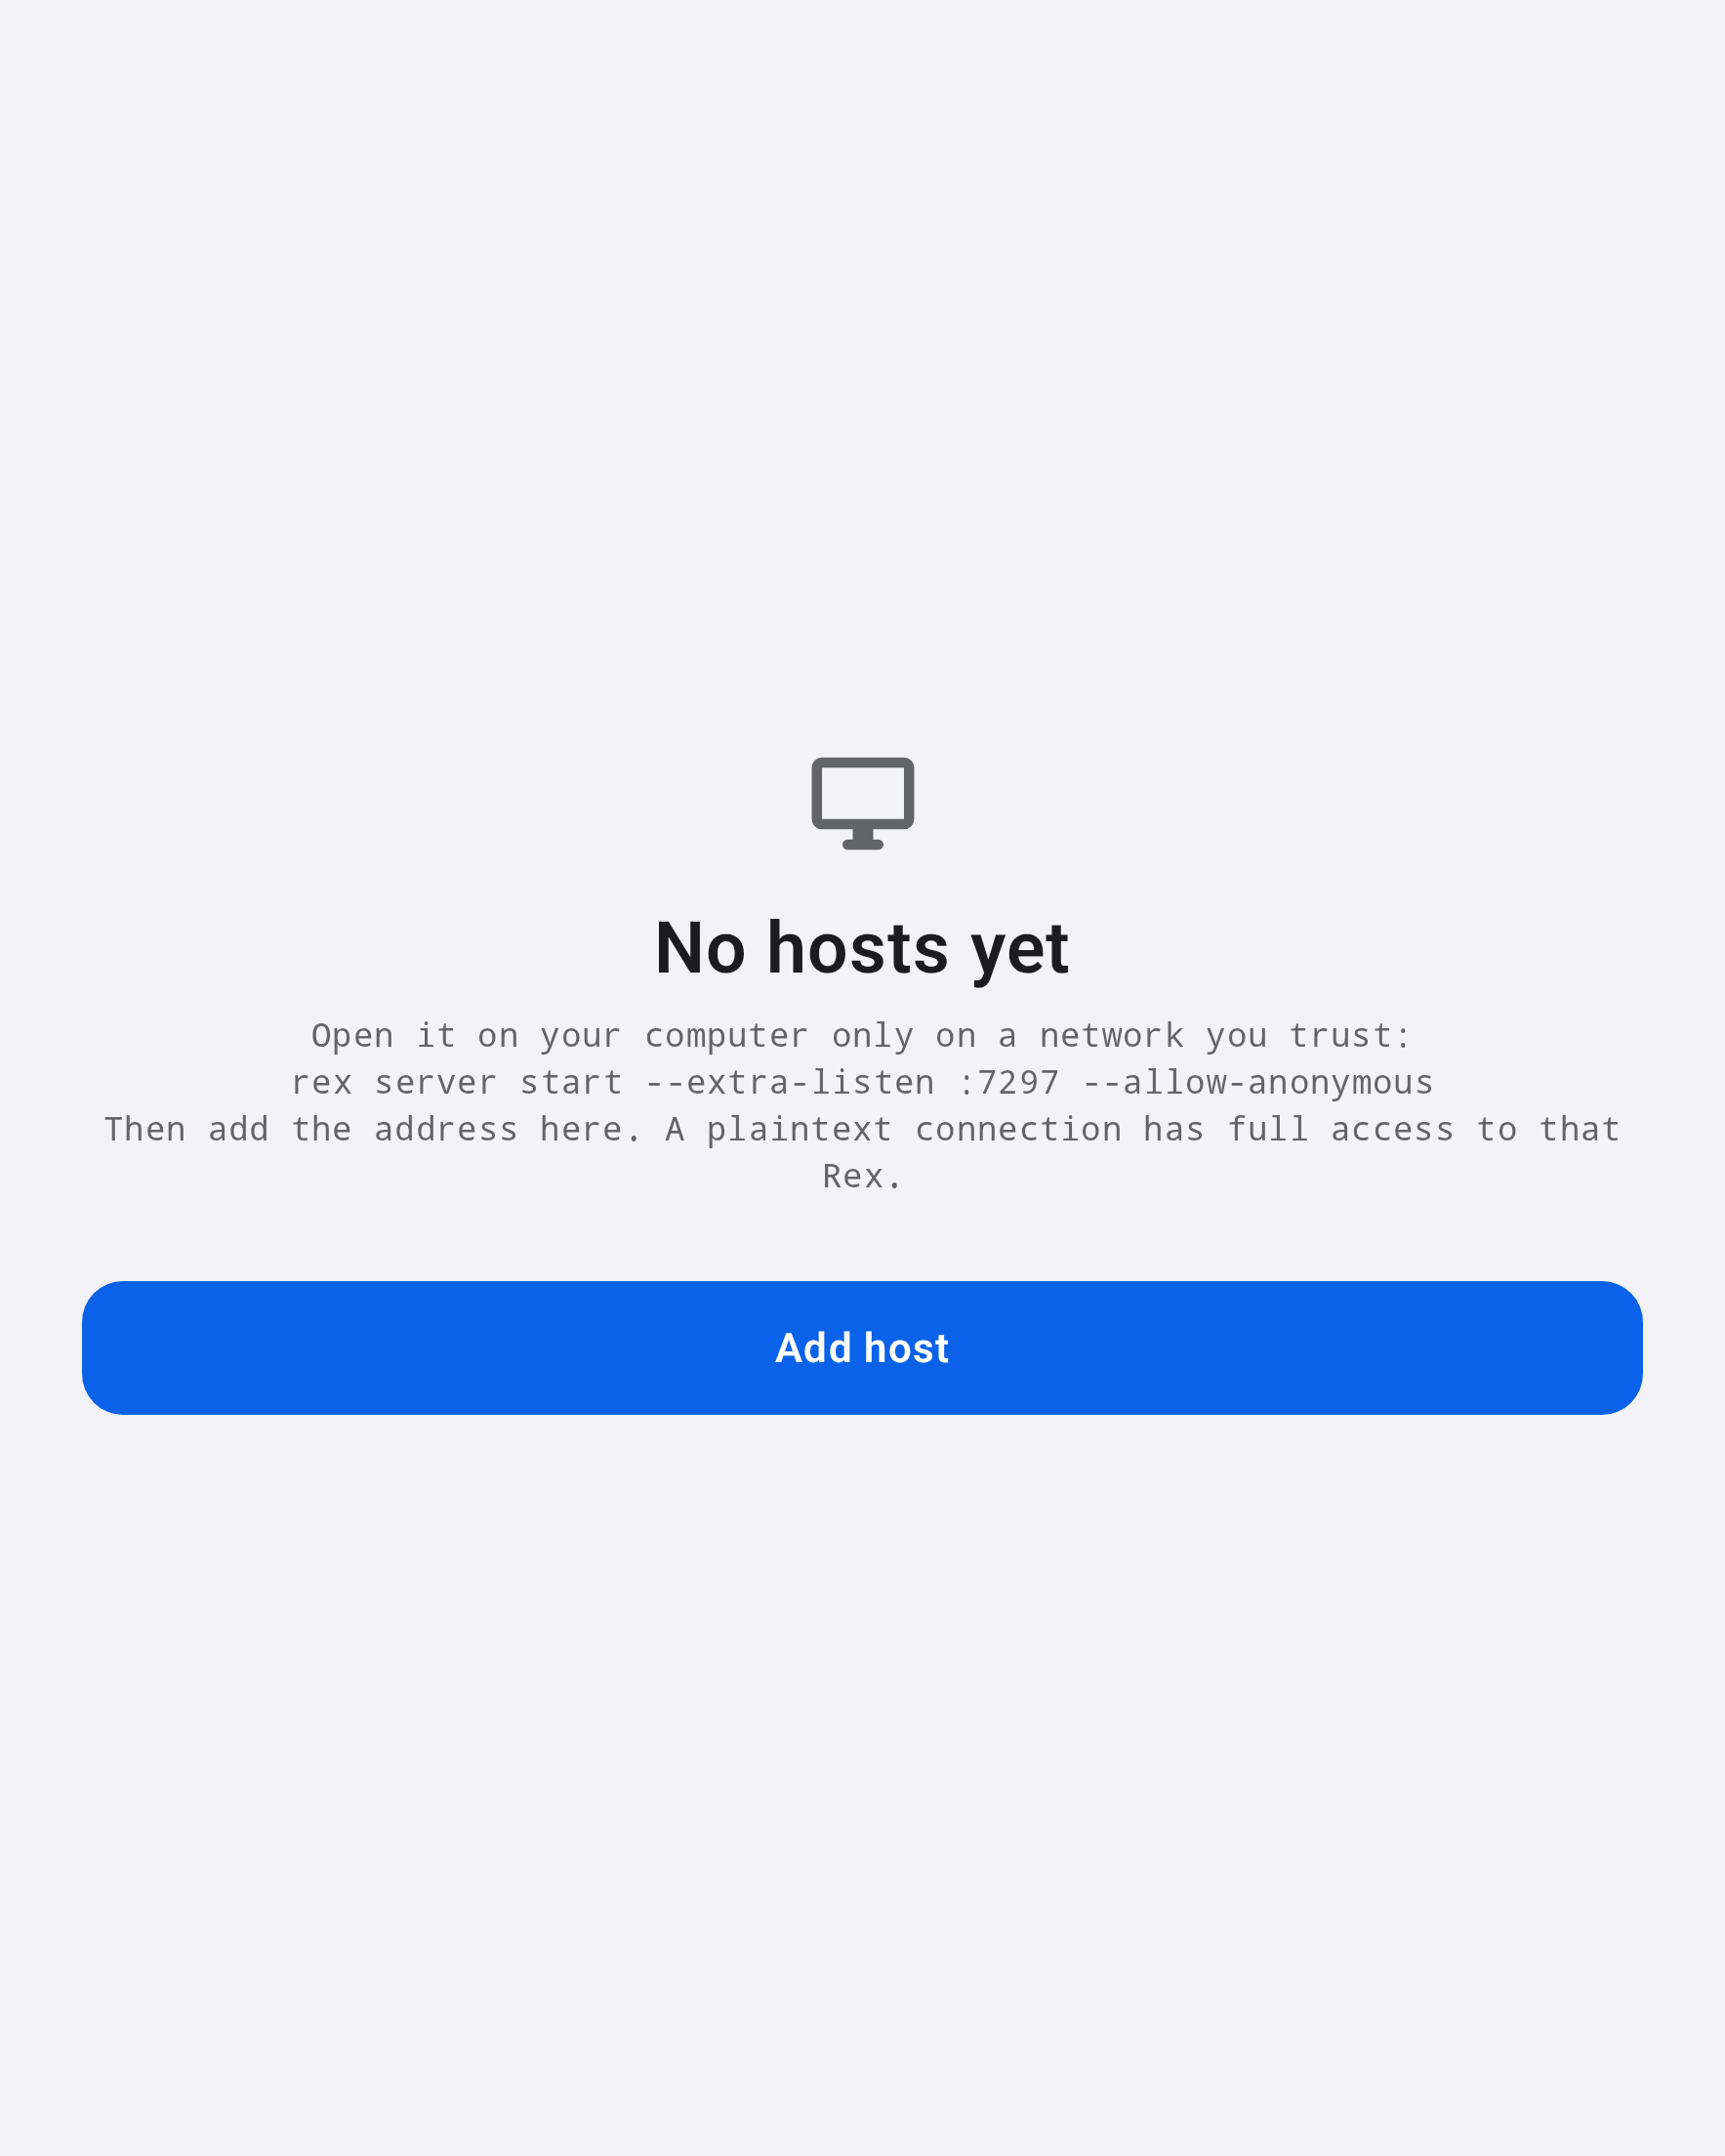 No hosts yet
Open it on your computer only on a network you trust:
rex server start --extra-listen :7297 --allow-anonymous
Then add the address here. A plaintext connection has full access to that
Rex.
Add host